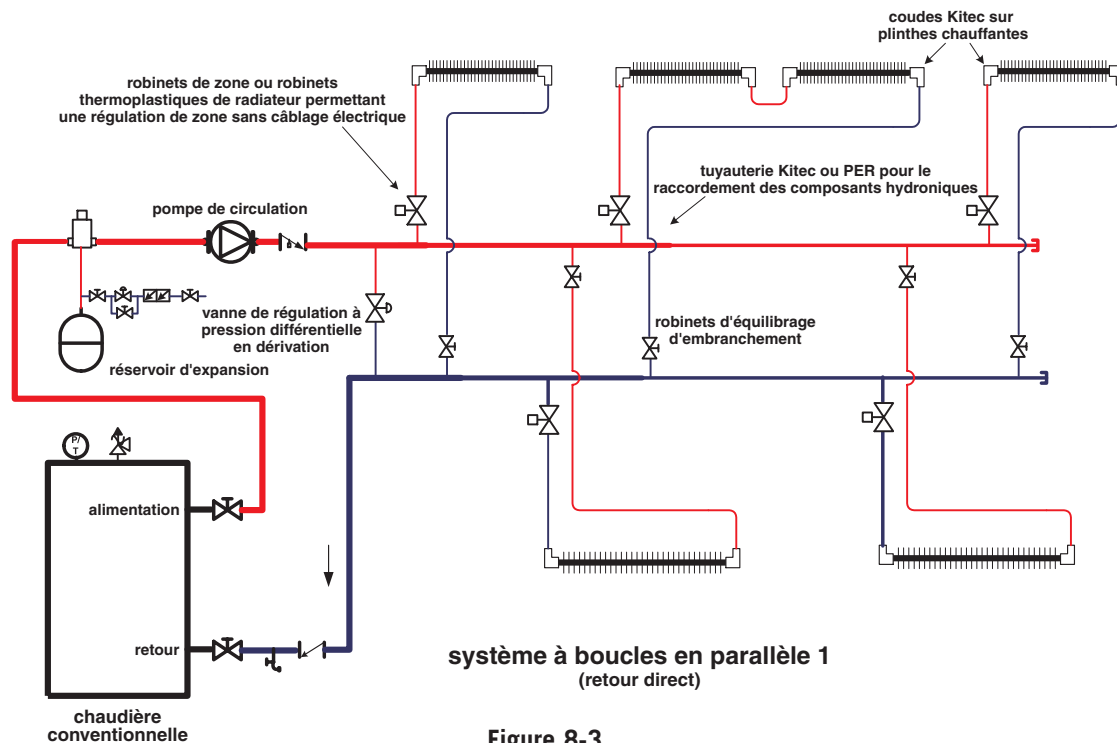 coudes Kitec sur
plinthes chauffantes
robinets de zone ou robinets
thermoplastiques de radiateur permettant
une régulation de zone sans câblage électrique
tuyauterie Kitec ou PER pour le
raccordement des composants hydroniques
pompe de circulation
vanne de régulation à
pression différentielle
en dérivation
robinets d'équilibrage
d'embranchement
réservoir d'expansion
P/
T
alimentation
retour
système à boucles en parallèle 1
(retour direct)
chaudière
conventionnelle
Figure 8-3